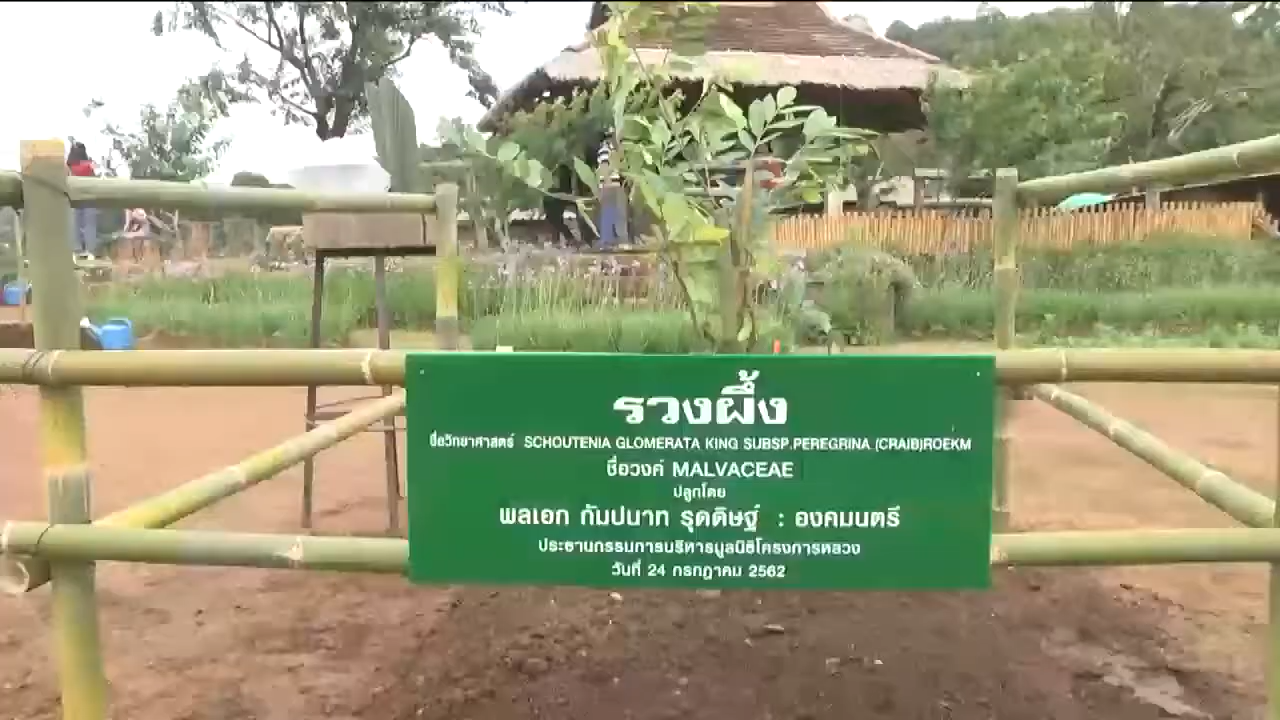 รวงผึ้ง
ชื่อวิทยาศาสตร์ SCHOUTENIA GLOMERATA KING SUBSP.PEREGRINA (CRAIB)ROEKM
ชื่อวงค์ MALVACEAE
ปลูกโดย
พลเอก กัมปนาท รุดดิษฐ์ : องคมนตรี
ประธานกรรมการบริหารมูลนิธิโครงการหลวง
วันที่ 24 กรกฎาคม 2562